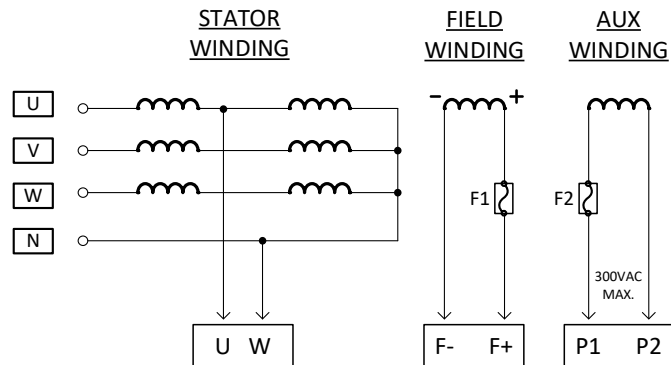 STATOR
WINDING
FIELD
WINDING
AUX
WINDING
U
V
W
N
- +
F1
F2
300VAC
MAX.
U W
F- F+
P1 P2